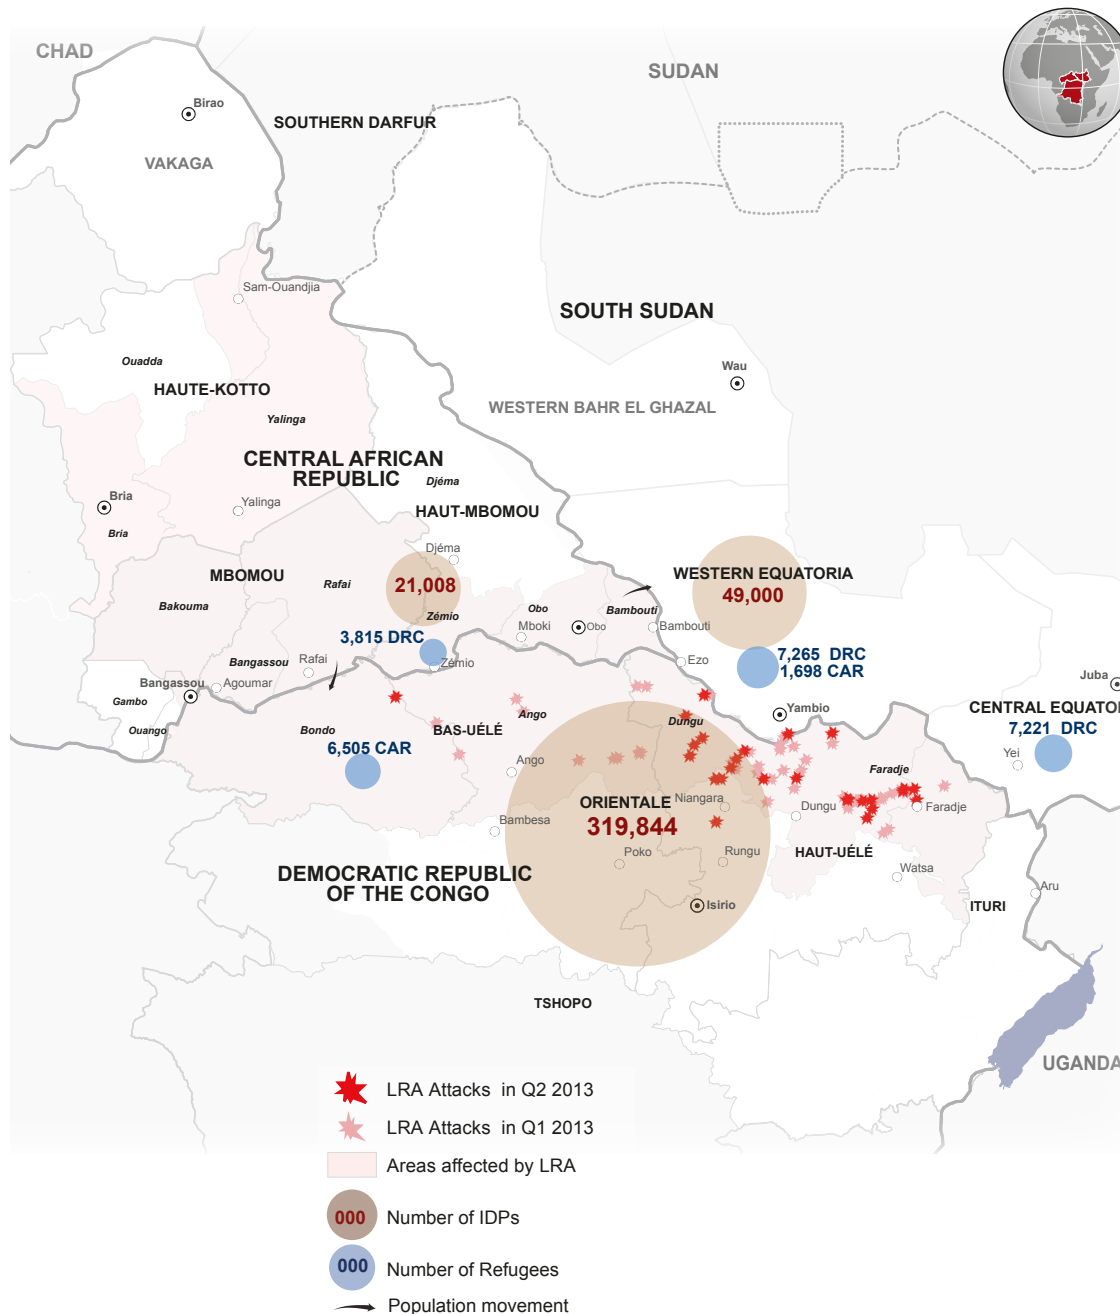 CHAD
SUDAN
Birao
SOUTHERN DARFUR
VAKAGA
Sam-Ouandjia
SOUTH SUDAN
Ouadda
Wau
HAUTE-KOTTO
WESTERN BAHR EL GHAZAL
Yalinga
CENTRAL AFRICAN
REPUBLIC
Djéma
Bria
Yalinga
HAUT-MBOMOU
Bria
Djéma
MBOMOU
WESTERN EQUATORIA
Rafai
21,008
49,000
Bakouma
Zémio
Obo
Bambouti
Mboki
Obo
Bambouti
3,815 DRC
7,265 DRC
1,698 CAR
Bangassou
Rafai
Zémio
Ezo
Bangassou
Agoumar
Juba
Gambo
Ango
Yambio
CENTRAL EQUATOR
Ouango
Bondo
BAS-UÉLÉ
Dungu
7,221 DRC
6,505 CAR
Yei
Ango
Faradje
ORIENTALE
Niangara
319,844
Dungu
Faradje
Bambesa
Poko
Rungu
HAUT-UÉLÉ
DEMOCRATIC REPUBLIC
OF THE CONGO
Watsa
Aru
Isirio
ITURI
TSHOPO
UGANDA
LRA Attacks in Q2 2013
LRA Attacks in Q1 2013
Areas affected by LRA
000 Number of IDPs
000 Number of Refugees
Population movement